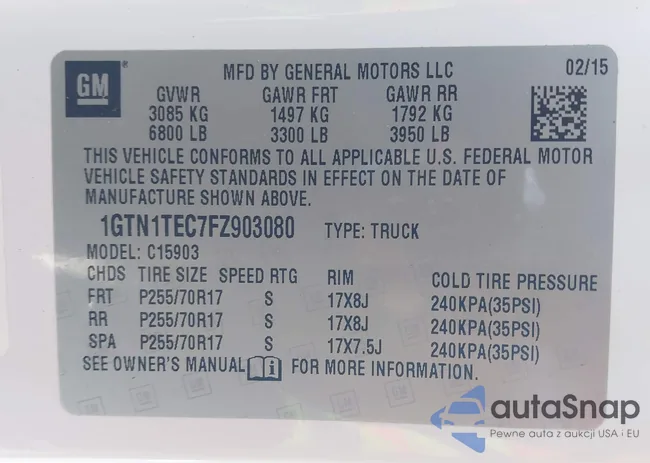 GM
®
MFD BY GENERAL MOTORS LLC 02/15
GVWR GAWR FRT GAWR RR
3085 KG 1497 KG 1792 KG
6800 LB 3300 LB 3950 LB
THIS VEHICLE CONFORMS TO ALL APPLICABLE U.S. FEDERAL MOTOR
VEHICLE SAFETY STANDARDS IN EFFECT ON THE DATE OF
MANUFACTURE SHOWN ABOVE.
1GTN1TEC7FZ903080 TYPE: TRUCK
MODEL: C15903
CHDS TIRE SIZE SPEED RTG RIM COLD TIRE PRESSURE
FRT P255/70R17 S 17X8J 240KPA(35PSI)
RR P255/70R17 S 17X8J 240KPA(35PSI)
SPA P255/70R17 S 17X7.5J 240KPA(35PSI)
SEE OWNER'S MANUAL i FOR MORE INFORMATION.
autaSnap
Pewne auta z aukcji USA i EU